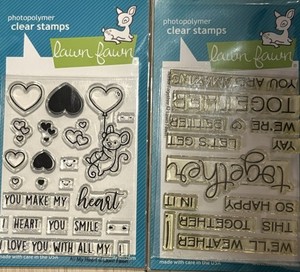 photopolymer
clear stamps
lawn fawn
YOU MAKE MY heart
I HEART YOU SMILE
LOVE YOU WITH ALL MY !
made with care in the USA
photopolymer
clear stamps
lawn fawn
YOU ARE AMAZING
TOGETHER
WE'RE BETTER
YAY LET'S GET
together
SO HAPPY IN IT
THIS TOGETHER
WE'LL WEATHER
made with care in the USA